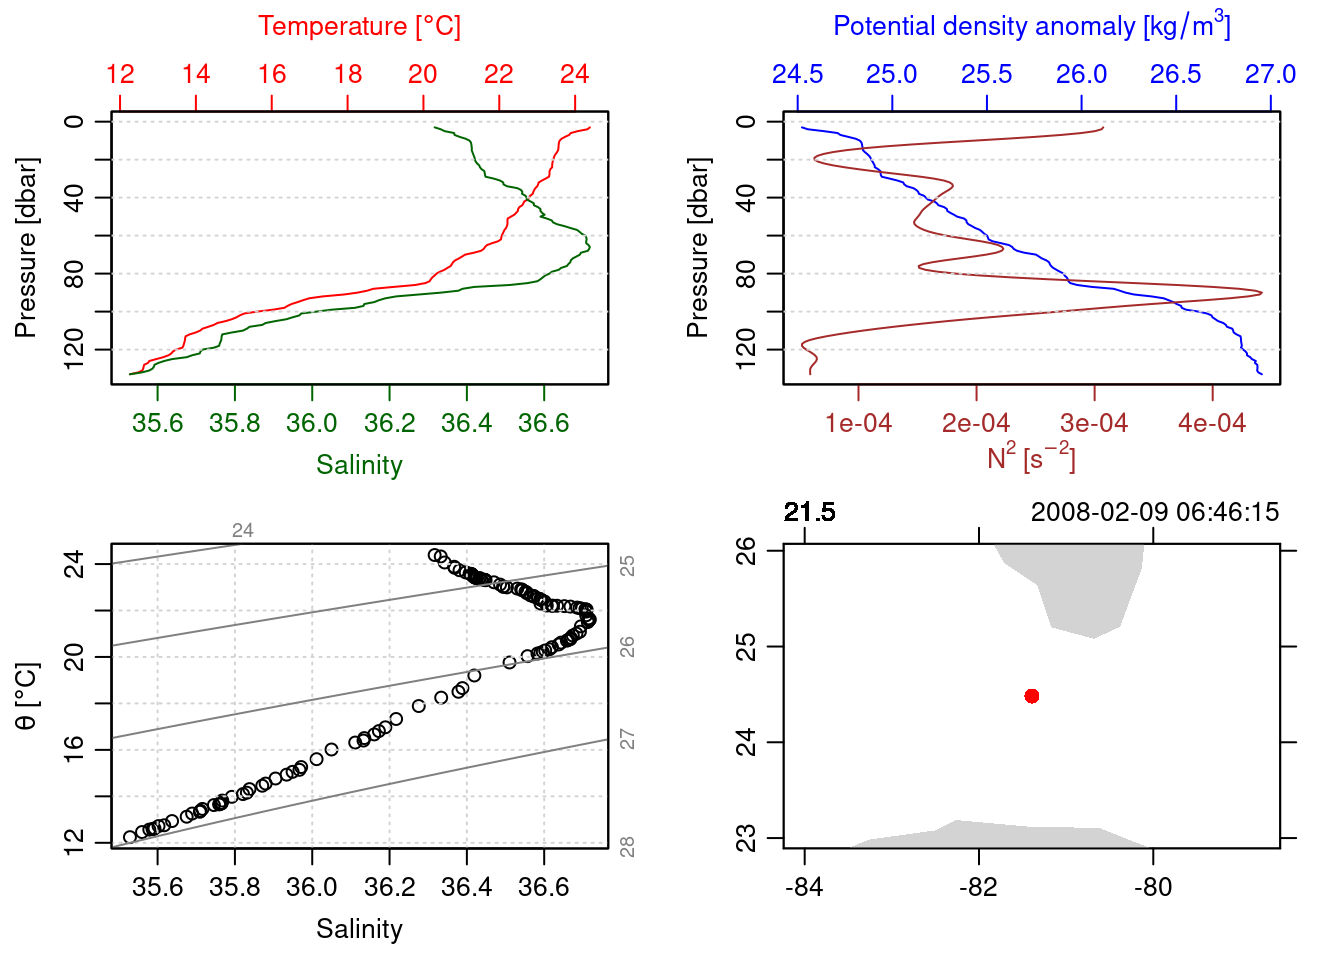 Temperature [°C]
12 14 16 18 20 22 24
0 40 80 120
Pressure [dbar]
35.6 35.8 36.0 36.2 36.4 36.6
Salinity
Potential density anomaly [kg/m³]
24.5 25.0 25.5 26.0 26.5 27.0
0 40 80 120
Pressure [dbar]
1e-04 2e-04 3e-04 4e-04
N² [s⁻²]
24
25
26
27
28
24 20 16 12
θ [°C]
35.6 35.8 36.0 36.2 36.4 36.6
Salinity
21.5 2008-02-09 06:46:15
26 25 24 23
-84 -82 -80